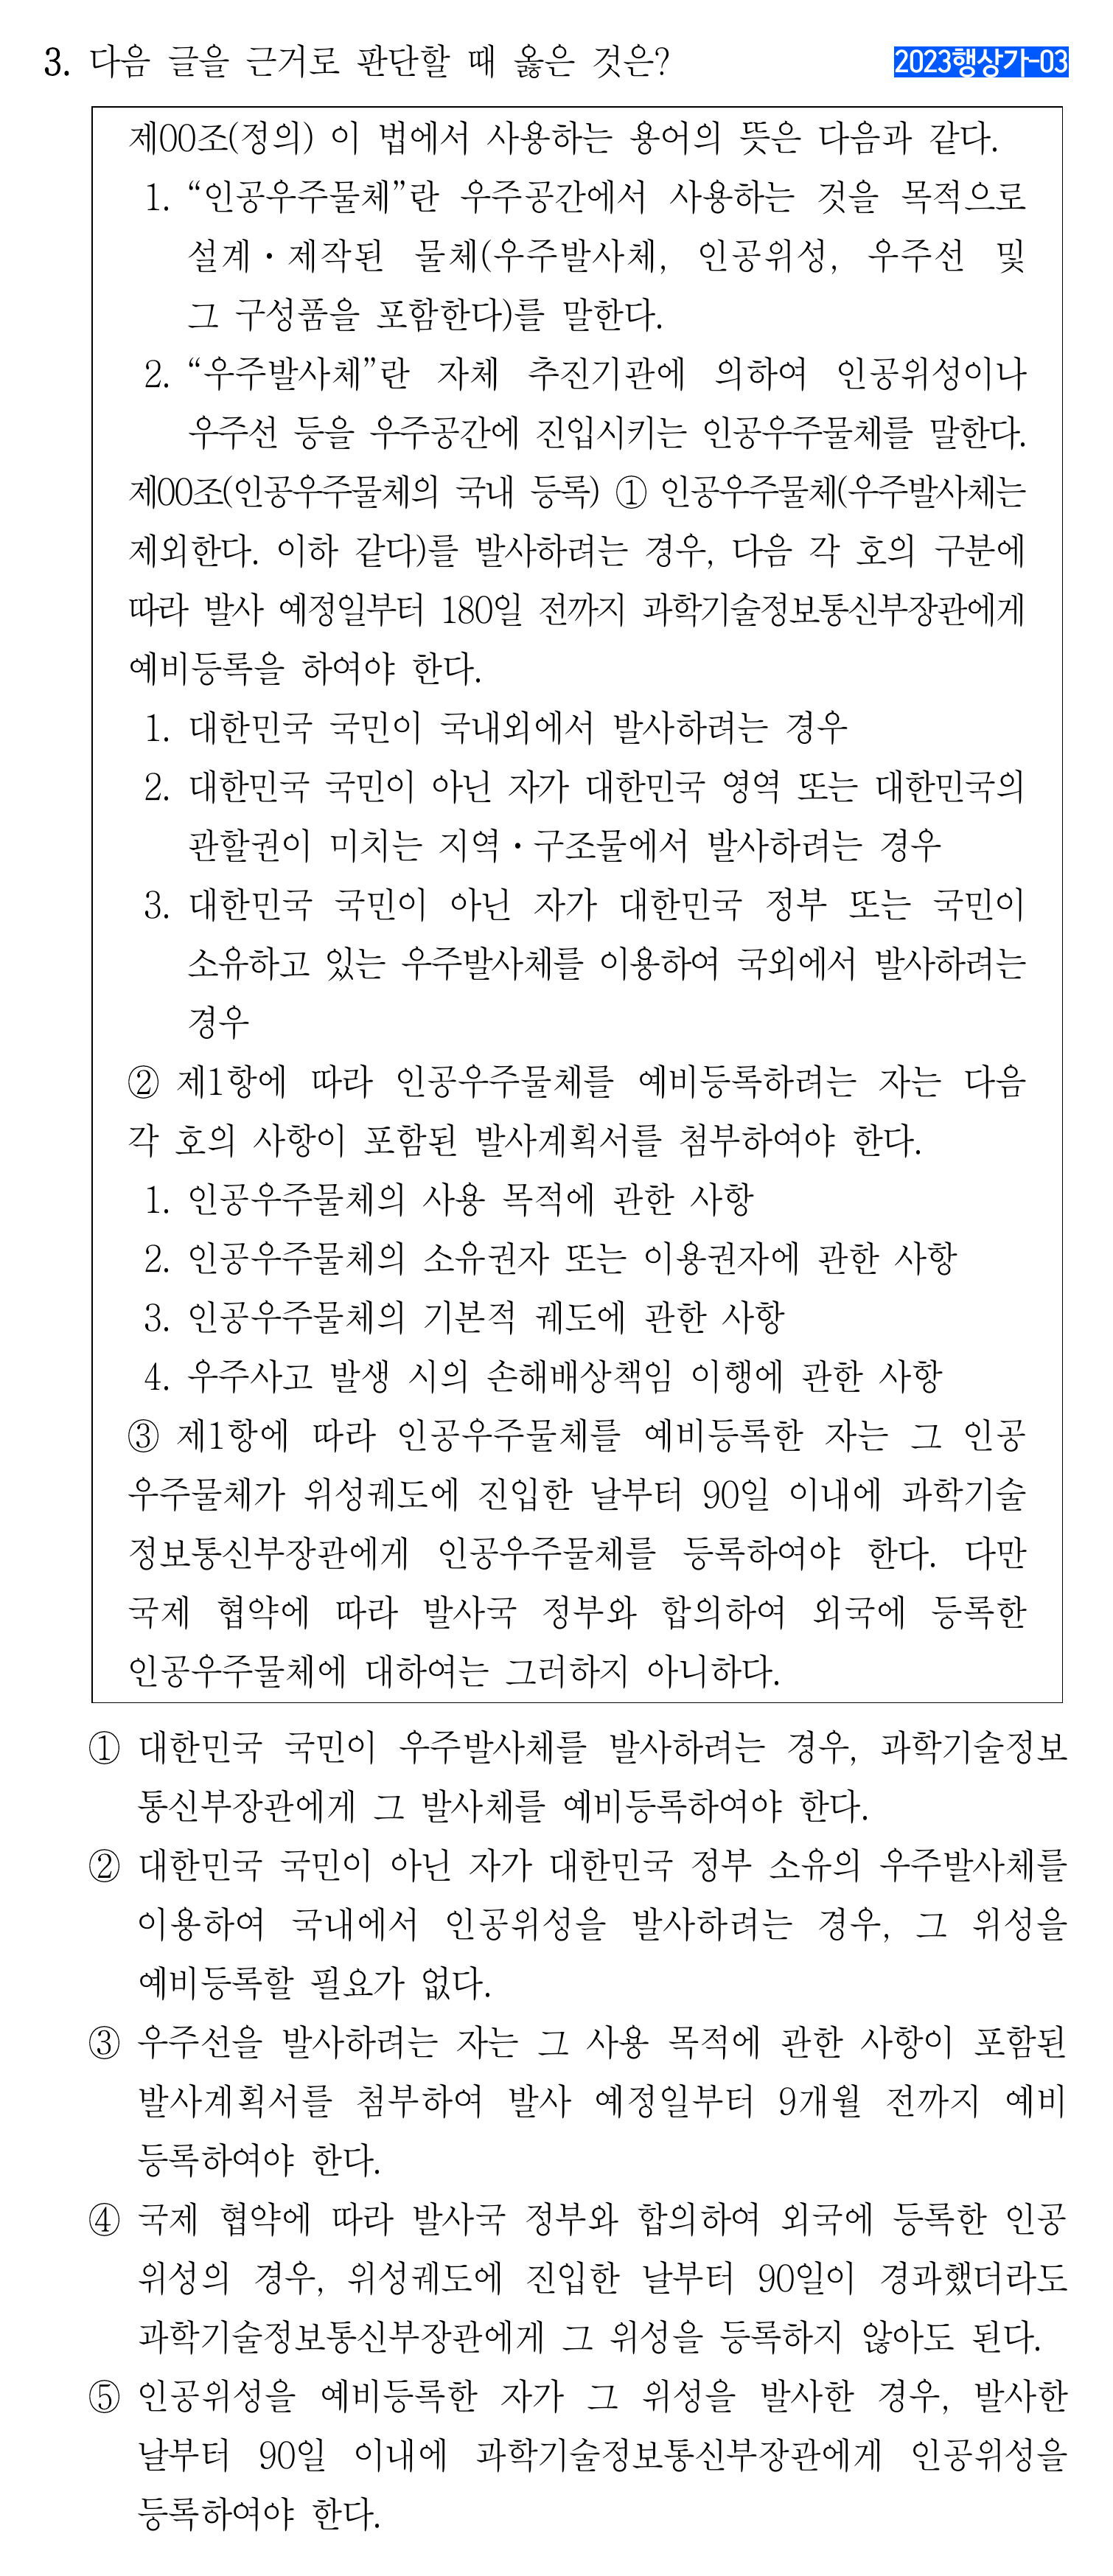 3. 다음 글을 근거로 판단할 때 옳은 것은?
2023행상가-03
제00조(정의) 이 법에서 사용하는 용어의 뜻은 다음과 같다.
1. “인공우주물체”란 우주공간에서 사용하는 것을 목적으로
설계・제작된 물체(우주발사체, 인공위성, 우주선 및
그 구성품을 포함한다)를 말한다.
2. “우주발사체”란 자체 추진기관에 의하여 인공위성이나
우주선 등을 우주공간에 진입시키는 인공우주물체를 말한다.
제00조(인공우주물체의 국내 등록) ① 인공우주물체(우주발사체는
제외한다. 이하 같다)를 발사하려는 경우, 다음 각 호의 구분에
따라 발사 예정일부터 180일 전까지 과학기술정보통신부장관에게
예비등록을 하여야 한다.
1. 대한민국 국민이 국내외에서 발사하려는 경우
2. 대한민국 국민이 아닌 자가 대한민국 영역 또는 대한민국의
관할권이 미치는 지역・구조물에서 발사하려는 경우
3. 대한민국 국민이 아닌 자가 대한민국 정부 또는 국민이
소유하고 있는 우주발사체를 이용하여 국외에서 발사하려는
경우
② 제1항에 따라 인공우주물체를 예비등록하려는 자는 다음
각 호의 사항이 포함된 발사계획서를 첨부하여야 한다.
1. 인공우주물체의 사용 목적에 관한 사항
2. 인공우주물체의 소유권자 또는 이용권자에 관한 사항
3. 인공우주물체의 기본적 궤도에 관한 사항
4. 우주사고 발생 시의 손해배상책임 이행에 관한 사항
③ 제1항에 따라 인공우주물체를 예비등록한 자는 그 인공
우주물체가 위성궤도에 진입한 날부터 90일 이내에 과학기술
정보통신부장관에게 인공우주물체를 등록하여야 한다. 다만
국제 협약에 따라 발사국 정부와 합의하여 외국에 등록한
인공우주물체에 대하여는 그러하지 아니하다.
① 대한민국 국민이 우주발사체를 발사하려는 경우, 과학기술정보
통신부장관에게 그 발사체를 예비등록하여야 한다.
② 대한민국 국민이 아닌 자가 대한민국 정부 소유의 우주발사체를
이용하여 국내에서 인공위성을 발사하려는 경우, 그 위성을
예비등록할 필요가 없다.
③ 우주선을 발사하려는 자는 그 사용 목적에 관한 사항이 포함된
발사계획서를 첨부하여 발사 예정일부터 9개월 전까지 예비
등록하여야 한다.
④ 국제 협약에 따라 발사국 정부와 합의하여 외국에 등록한 인공
위성의 경우, 위성궤도에 진입한 날부터 90일이 경과했더라도
과학기술정보통신부장관에게 그 위성을 등록하지 않아도 된다.
⑤ 인공위성을 예비등록한 자가 그 위성을 발사한 경우, 발사한
날부터 90일 이내에 과학기술정보통신부장관에게 인공위성을
등록하여야 한다.